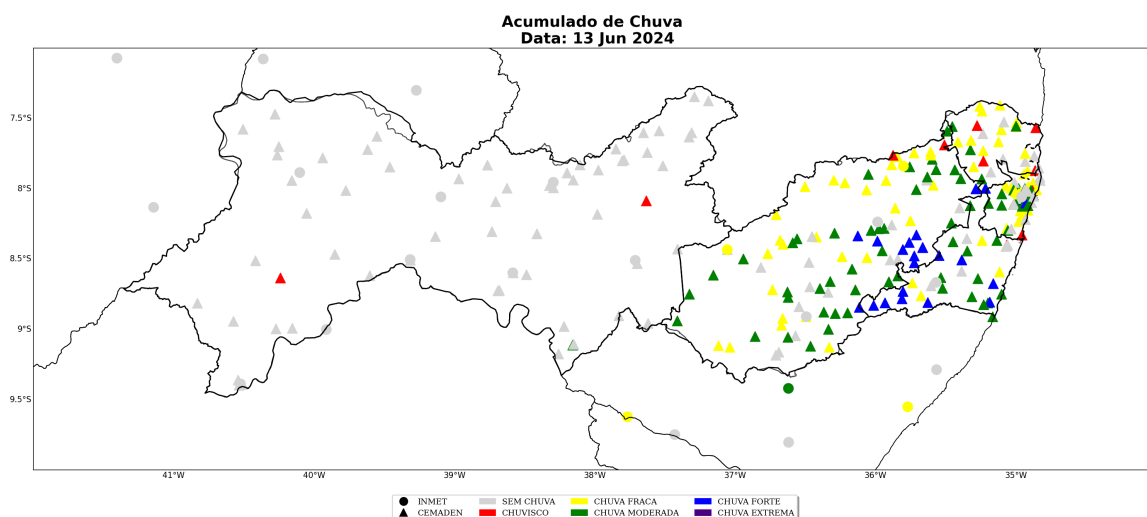 Acumulado de Chuva
Data: 13 Jun 2024
7.5°S
8°S
8.5°S
9°S
9.5°S
41°W 40°W 39°W 38°W 37°W 36°W 35°W
INMET SEM CHUVA CHUVA FRACA CHUVA FORTE
CEMADEN CHUVISCO CHUVA MODERADA CHUVA EXTREMA